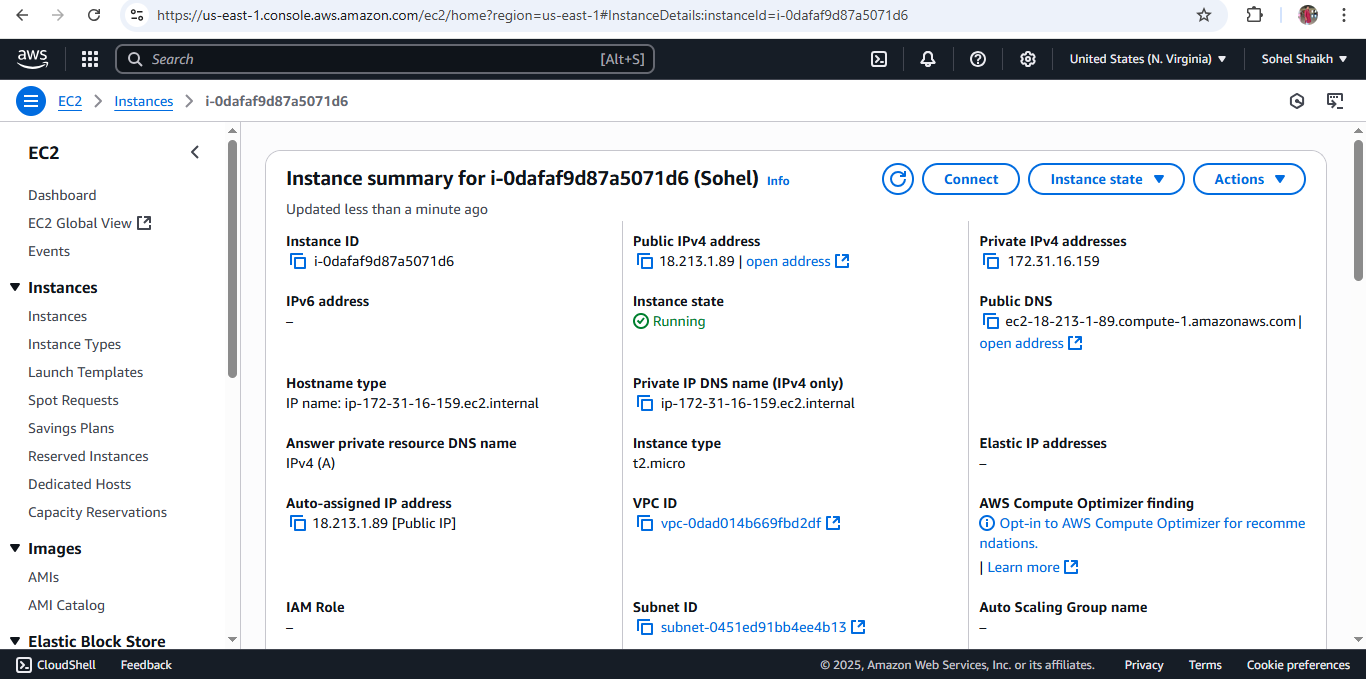 https://us-east-1.console.aws.amazon.com/ec2/home?region=us-east-1#InstanceDetails:instanceId=i-0dafaf9d87a5071d6
aws
Search
[Alt+S]
United States (N. Virginia)
Sohel Shaikh
EC2
Instances
i-0dafaf9d87a5071d6
EC2
Dashboard
EC2 Global View
Events
Instances
Instances
Instance Types
Launch Templates
Spot Requests
Savings Plans
Reserved Instances
Dedicated Hosts
Capacity Reservations
Images
AMIs
AMI Catalog
Elastic Block Store
Instance summary for i-0dafaf9d87a5071d6 (Sohel) Info
Connect
Instance state
Actions
Updated less than a minute ago
Instance ID
i-0dafaf9d87a5071d6
Public IPv4 address
18.213.1.89 | open address
Private IPv4 addresses
172.31.16.159
IPv6 address
–
Instance state
Running
Public DNS
ec2-18-213-1-89.compute-1.amazonaws.com |
open address
Hostname type
IP name: ip-172-31-16-159.ec2.internal
Private IP DNS name (IPv4 only)
ip-172-31-16-159.ec2.internal
Answer private resource DNS name
IPv4 (A)
Instance type
t2.micro
Elastic IP addresses
–
Auto-assigned IP address
18.213.1.89 [Public IP]
VPC ID
vpc-0dad014b669fbd2df
AWS Compute Optimizer finding
Opt-in to AWS Compute Optimizer for recomme
ndations.
| Learn more
IAM Role
–
Subnet ID
subnet-0451ed91bb4ee4b13
Auto Scaling Group name
–
CloudShell
Feedback
© 2025, Amazon Web Services, Inc. or its affiliates.
Privacy
Terms
Cookie preferences